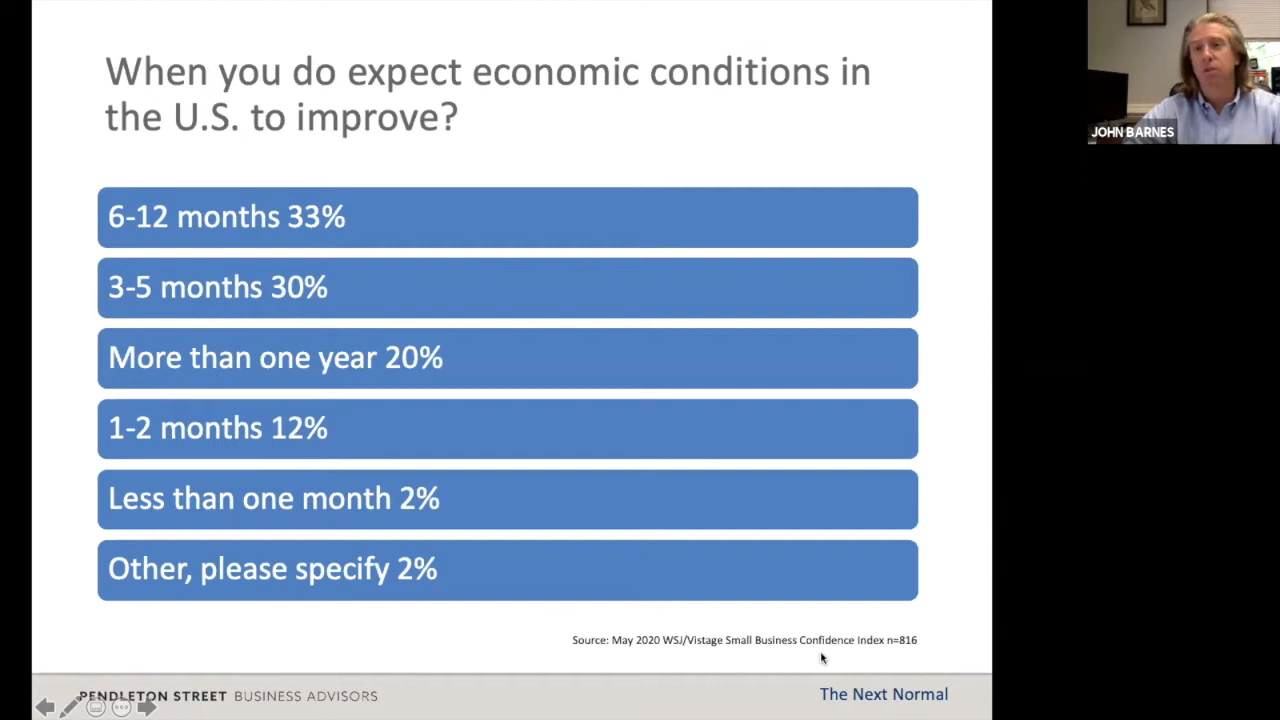 When you do expect economic conditions in
the U.S. to improve?
6-12 months 33%
3-5 months 30%
More than one year 20%
1-2 months 12%
Less than one month 2%
Other, please specify 2%
Source: May 2020 WSJ/Vistage Small Business Confidence Index n=816
PENDLETON STREET BUSINESS ADVISORS
The Next Normal
JOHN BARNES